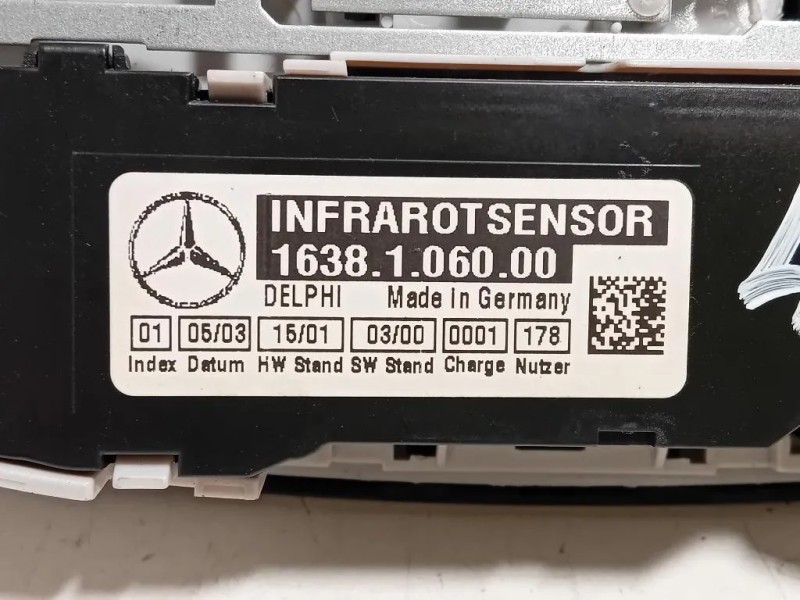 INFRAROTSENSOR
1638.1.060.00
DELPHI Made in Germany
01 05/03 15/01 03/00 0001 178
Index Datum HW Stand SW Stand Charge Nutzer